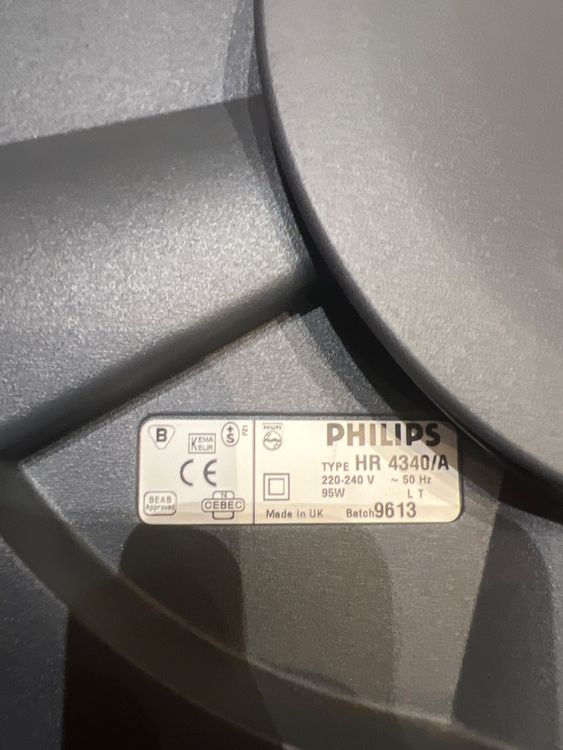 B
KEMA
KEUR
+
S
PZ1
CE
BEAB
Approved
CEBEC
PHILIPS
PHILIPS
TYPE HR 4340/A
220-240 V ~ 50 Hz
95W L T
Made in UK Batch 9613